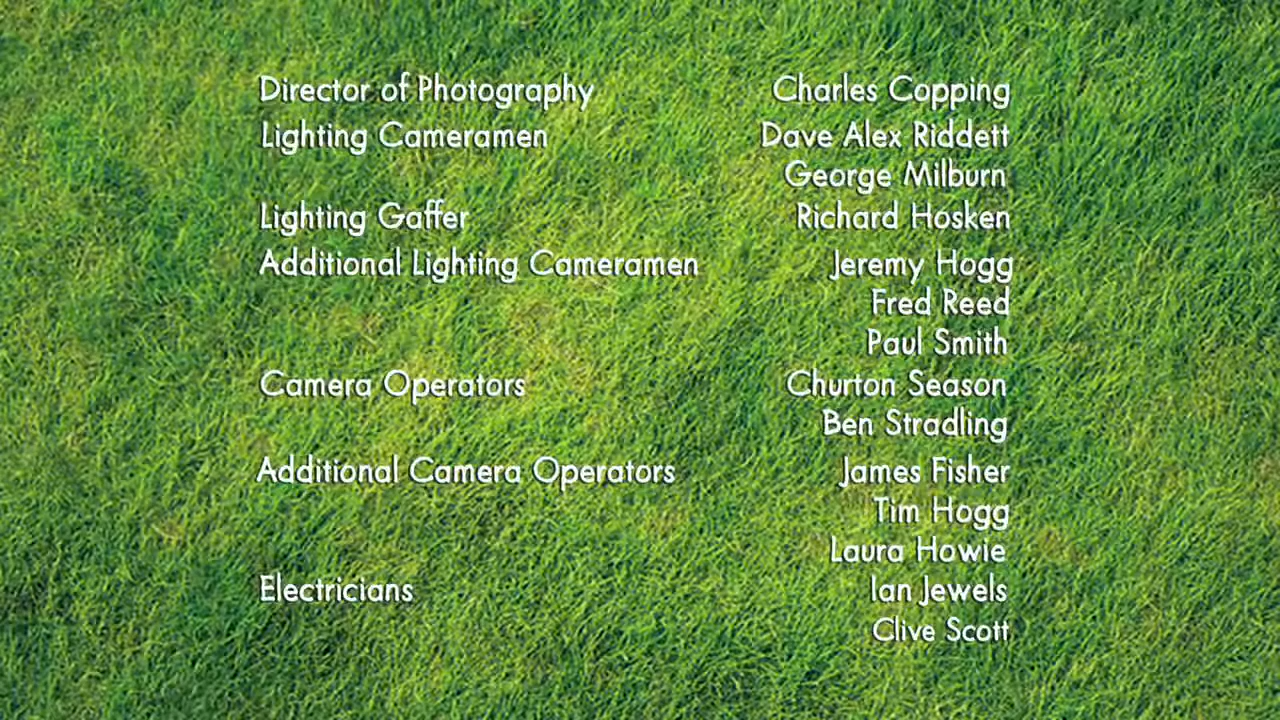 Director of Photography Charles Copping
Lighting Cameramen Dave Alex Riddett
George Milburn
Lighting Gaffer Richard Hosken
Additional Lighting Cameramen Jeremy Hogg
Fred Reed
Paul Smith
Camera Operators Churton Season
Ben Stradling
Additional Camera Operators James Fisher
Tim Hogg
Laura Howie
Electricians Ian Jewels
Clive Scott